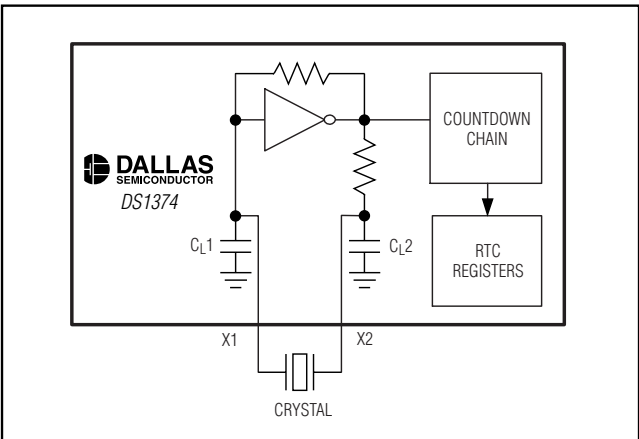 DALLAS
SEMICONDUCTOR
DS1374
COUNTDOWN
CHAIN
RTC
REGISTERS
CL1
CL2
X1
X2
CRYSTAL